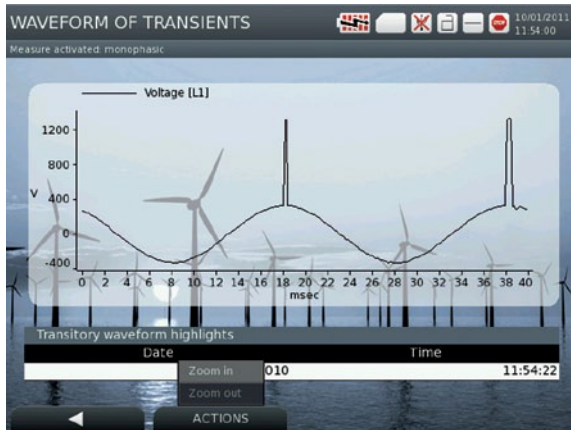 WAVEFORM OF TRANSIENTS
STOP
10/01/2011
11:54:00
Measure activated: monophasic
Voltage [L1]
1200
800
V 400
0
-400
0 2 4 6 8 10 12 14 16 18 20 22 24 26 28 30 32 34 36 38 40
msec
Transitory waveform highlights
Date Time
010 11:54:22
Zoom in
Zoom out
ACTIONS